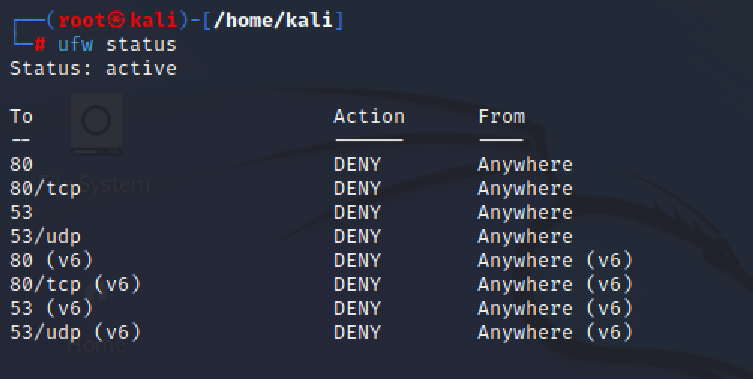 ┌──(root㉿kali)-[/home/kali]
└─# ufw status
Status: active
To Action From
-- ------ ----
80 DENY Anywhere
80/tcp DENY Anywhere
53 DENY Anywhere
53/udp DENY Anywhere
80 (v6) DENY Anywhere (v6)
80/tcp (v6) DENY Anywhere (v6)
53 (v6) DENY Anywhere (v6)
53/udp (v6) DENY Anywhere (v6)
System
Home